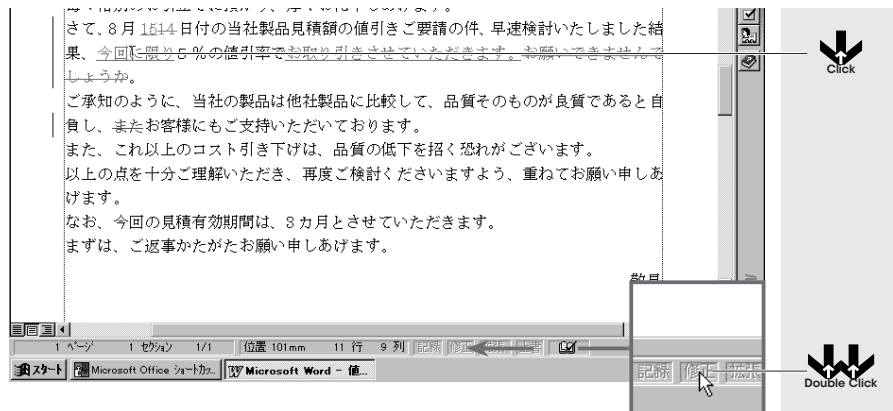 さて、8月1514日付の当社製品見積額の値引きご要請の件、早速検討いたしました結
果、今回に限り5%の値引率でお取り引きさせていただきます。お願いできませんで
しょうか。
ご承知のように、当社の製品は他社製品に比較して、品質そのものが良質であると自
負し、またお客様にもご支持いただいております。
また、これ以上のコスト引き下げは、品質の低下を招く恐れがございます。
以上の点を十分ご理解いただき、再度ご検討くださいますよう、重ねてお願い申しあ
げます。
なお、今回の見積有効期間は、3カ月とさせていただきます。
まずは、ご返事かたがたお願い申しあげます。
Click
1 ページ 1 セクション 1/1 位置 101mm 11 行 9 列 記録
記録 修正 拡張
スタート Microsoft Office ショートカッ... Microsoft Word - 値...
Double Click